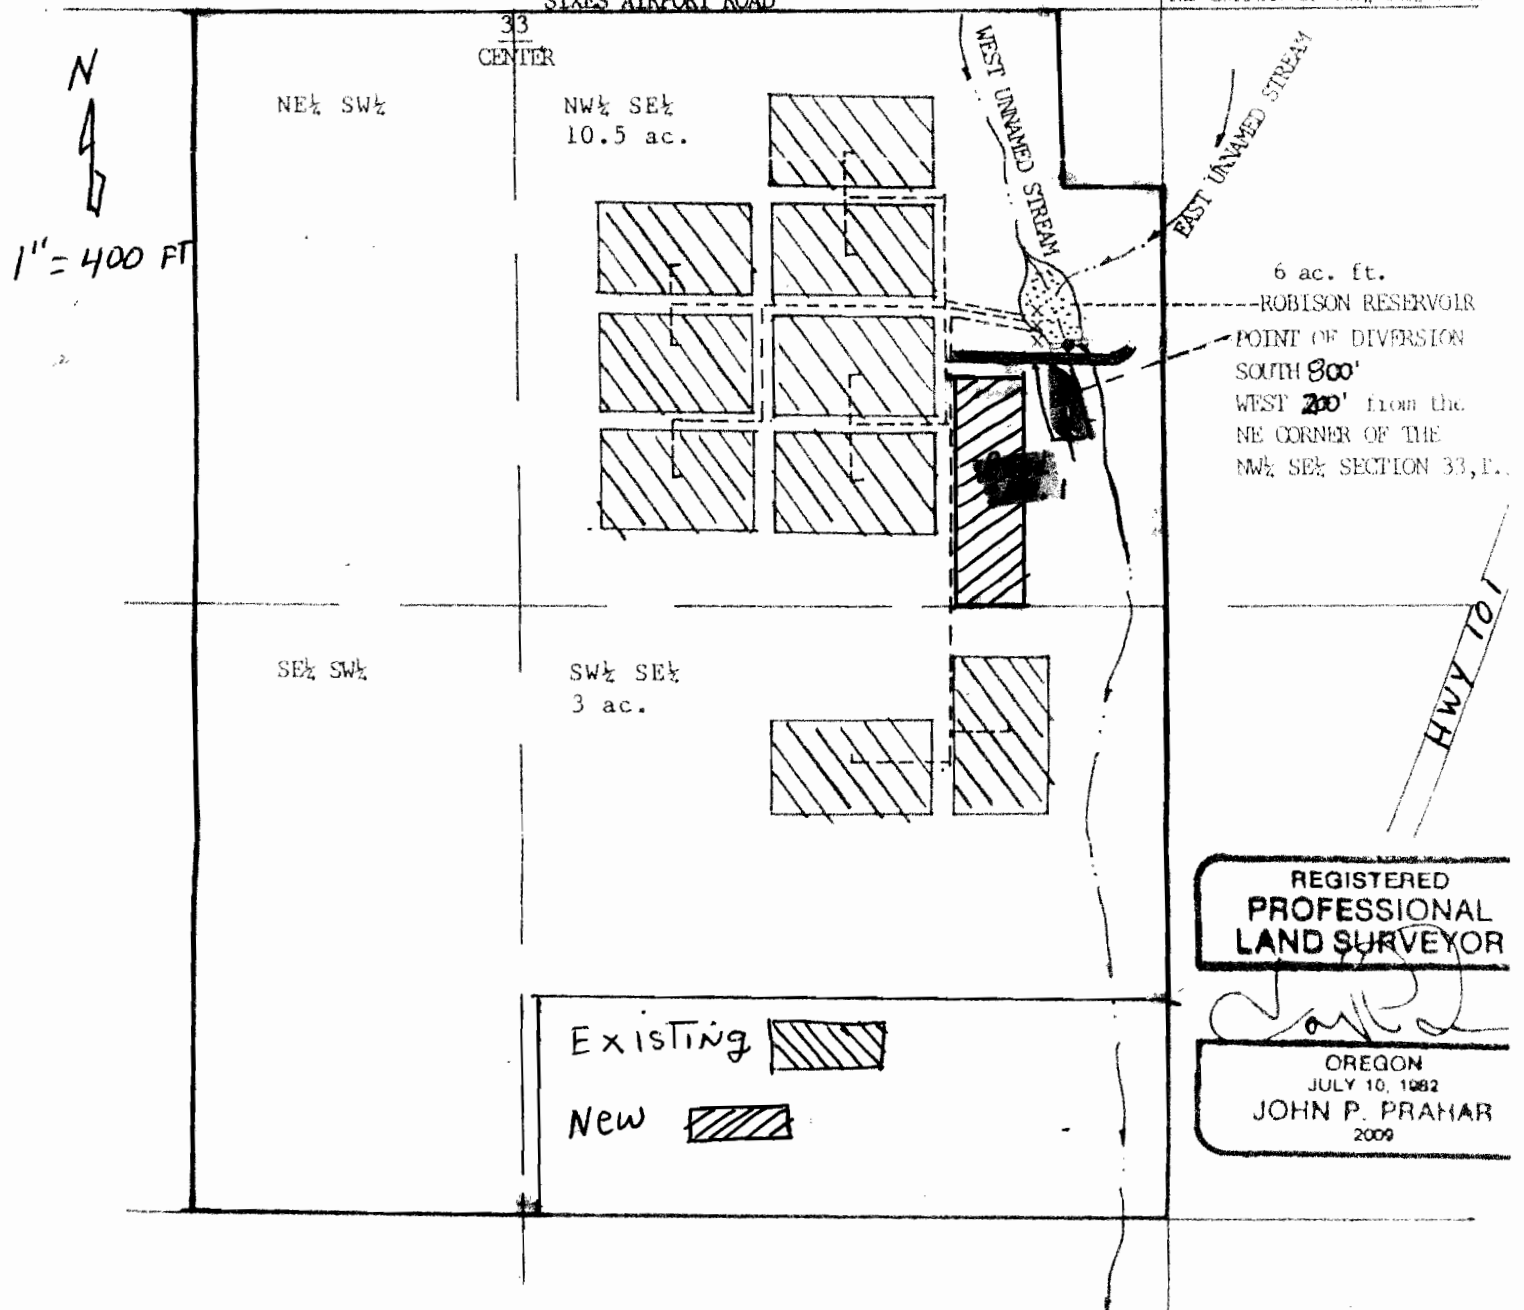 SIXES AIRPORT ROAD
33
CENTER
N
1" = 400 FT
NE¼ SW¼
NW¼ SE¼
10.5 ac.
WEST UNNAMED STREAM
EAST UNNAMED STREAM
6 ac. ft.
ROBISON RESERVOIR
POINT OF DIVERSION
SOUTH 800'
WEST 200' from the
NE CORNER OF THE
NW¼ SE¼ SECTION 33,
HWY 101
SE¼ SW¼
SW¼ SE¼
3 ac.
Existing
New
REGISTERED
PROFESSIONAL
LAND SURVEYOR
OREGON
JULY 10, 1982
JOHN P. PRAHAR
2009